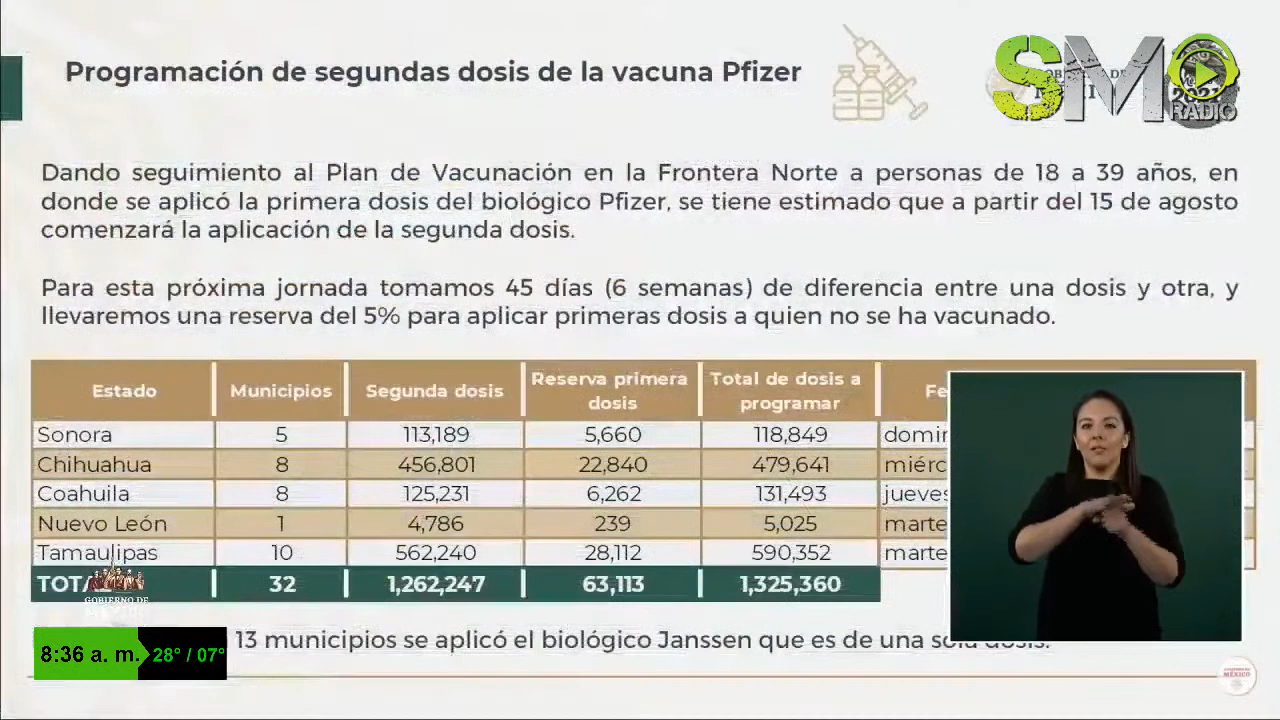 Programación de segundas dosis de la vacuna Pfizer
SMO
RADIO
Dando seguimiento al Plan de Vacunación en la Frontera Norte a personas de 18 a 39 años, en
donde se aplicó la primera dosis del biológico Pfizer, se tiene estimado que a partir del 15 de agosto
comenzará la aplicación de la segunda dosis.
Para esta próxima jornada tomamos 45 días (6 semanas) de diferencia entre una dosis y otra, y
llevaremos una reserva del 5% para aplicar primeras dosis a quien no se ha vacunado.
Estado Municipios Segunda dosis Reserva primera dosis Total de dosis a programar
Sonora 5 113,189 5,660 118,849
Chihuahua 8 456,801 22,840 479,641
Coahuila 8 125,231 6,262 131,493 jueves
Nuevo León 1 4,786 239 5,025
Tamaulipas 10 562,240 28,112 590,352
32 1,262,247 63,113 1,325,360
GOBIERNO DE
13 municipios se aplicó el biológico Janssen que es de una sola dosis.
8:36 a. m. 28° / 07°
MÉXICO